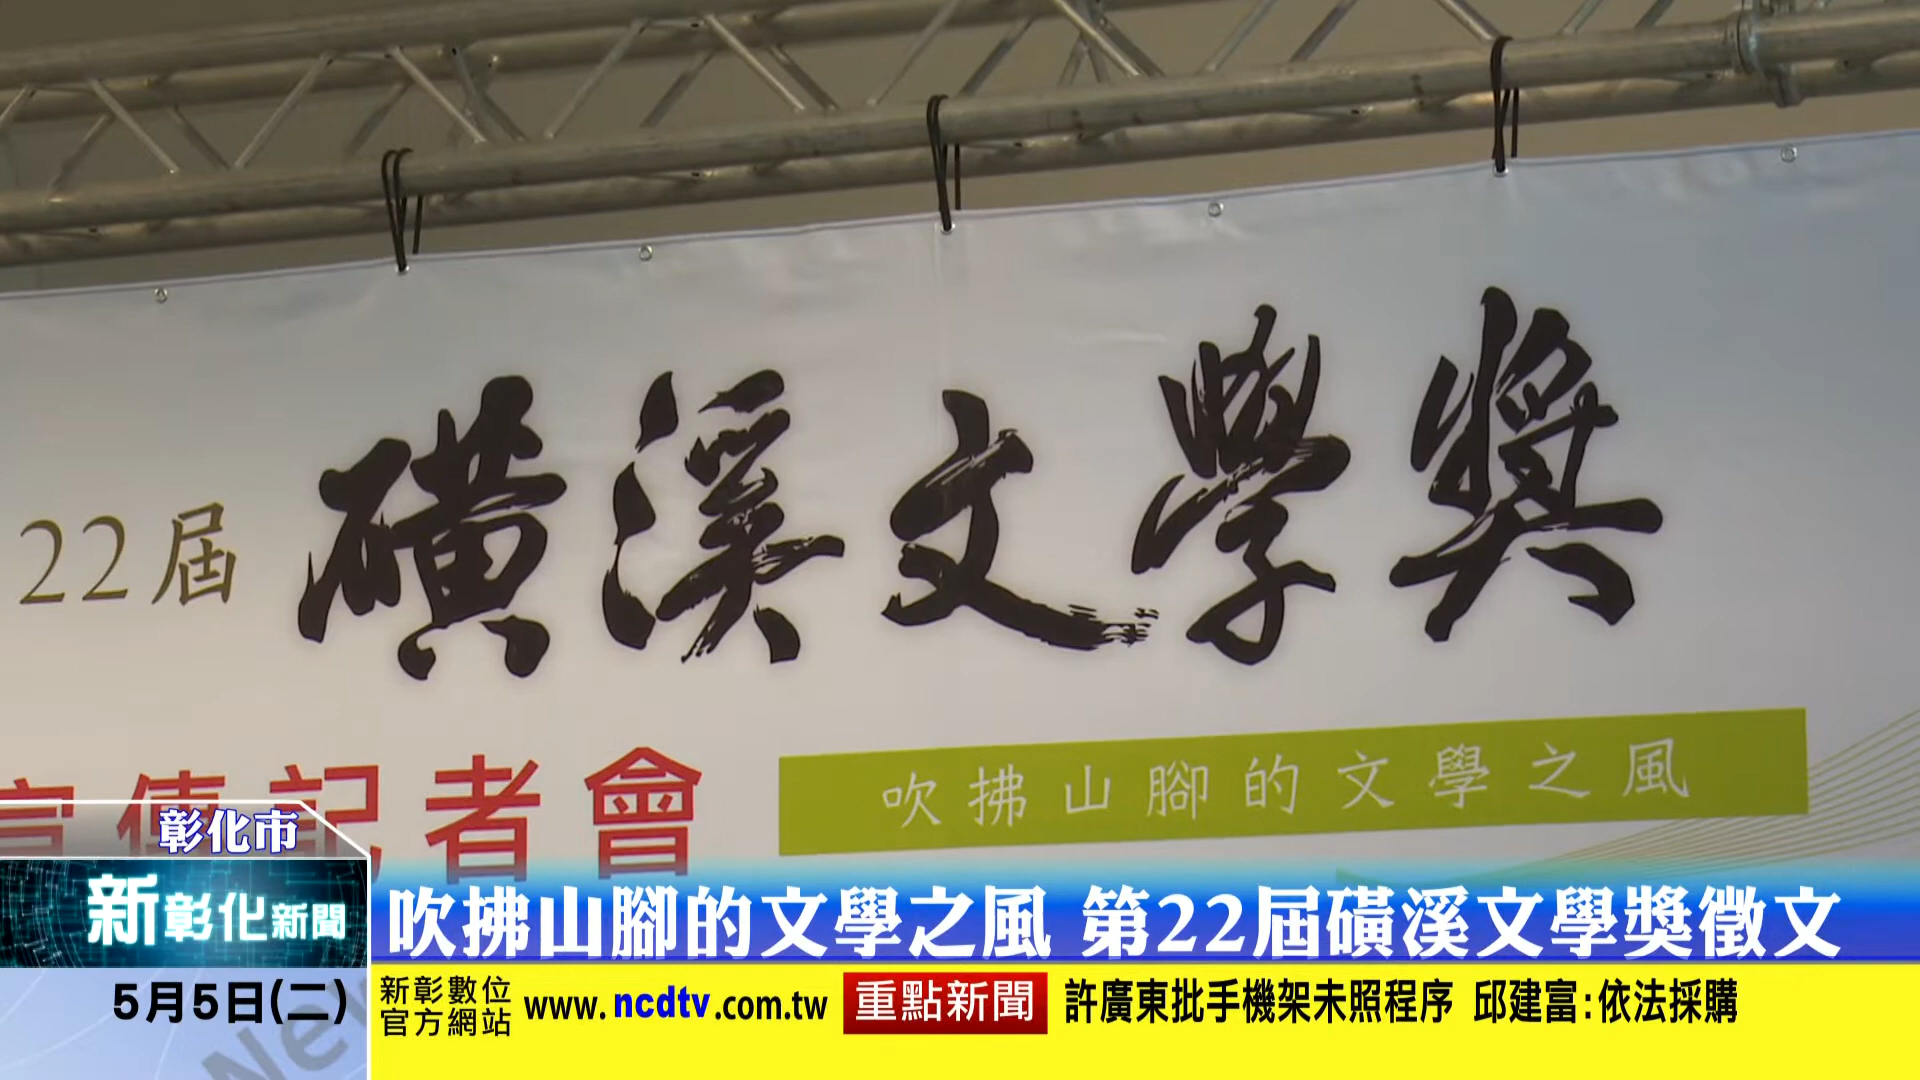 22屆
磺溪文學獎
宣傳記者會
吹拂山腳的文學之風
彰化市
新彰化新聞
吹拂山腳的文學之風 第22屆磺溪文學獎徵文
5月5日(二)
新彰數位
官方網站
www.ncdtv.com.tw
重點新聞
許廣東批手機架未照程序 邱建富:依法採購